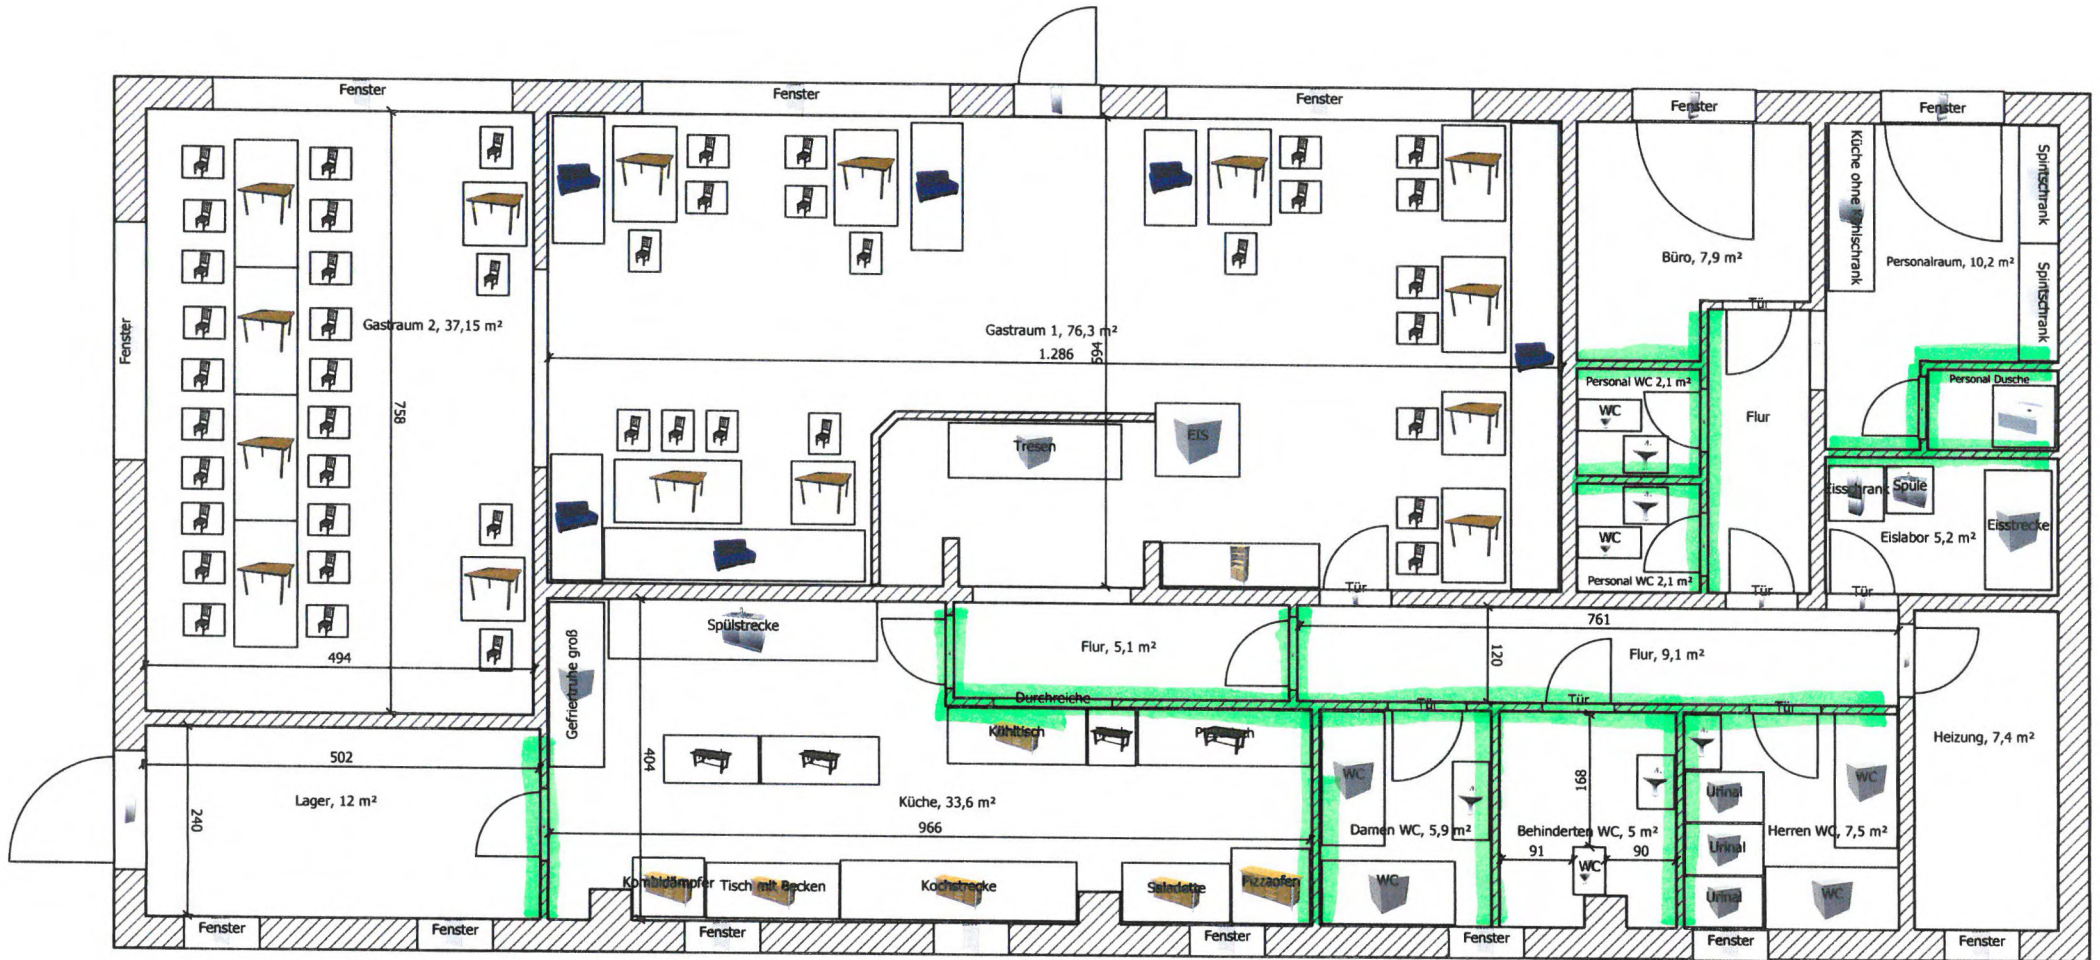 Fenster
Fenster
Fenster
Fenster
Fenster
Fenster
Küche ohne Kühlschrank
Spintschrank
Spintschrank
Büro, 7,9 m²
Personalraum, 10,2 m²
Tür
Gastraum 2, 37,15 m²
Gastraum 1, 76,3 m²
1.286
594
758
Personal WC 2,1 m²
Personal Dusche
WC
Flur
Tresen
EIS
Eisschrank
Spüle
Eisstrecke
WC
Eislabor 5,2 m²
Personal WC 2,1 m²
Tür
Tür
Tür
Spülstrecke
761
494
Flur, 5,1 m²
120
Flur, 9,1 m²
Gefriertruhe groß
Durchreiche
Tür
Tür
Tür
Kühltisch
502
404
168
Heizung, 7,4 m²
WC
WC
Urinal
Lager, 12 m²
240
Küche, 33,6 m²
966
Damen WC, 5,9 m²
Behinderten WC, 5 m²
Herren WC, 7,5 m²
Urinal
91
90
WC
Kombidämpfer
Tisch mit Becken
Kochstrecke
Saladette
Pizzaofen
WC
Urinal
WC
Fenster
Fenster
Fenster
Fenster
Fenster
Fenster
Fenster